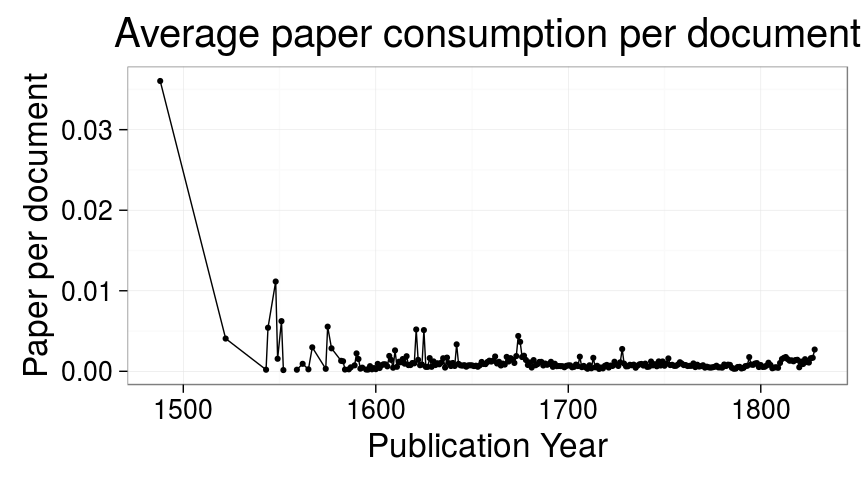 Average paper consumption per document
Paper per document
0.03
0.02
0.01
0.00
1500 1600 1700 1800
Publication Year